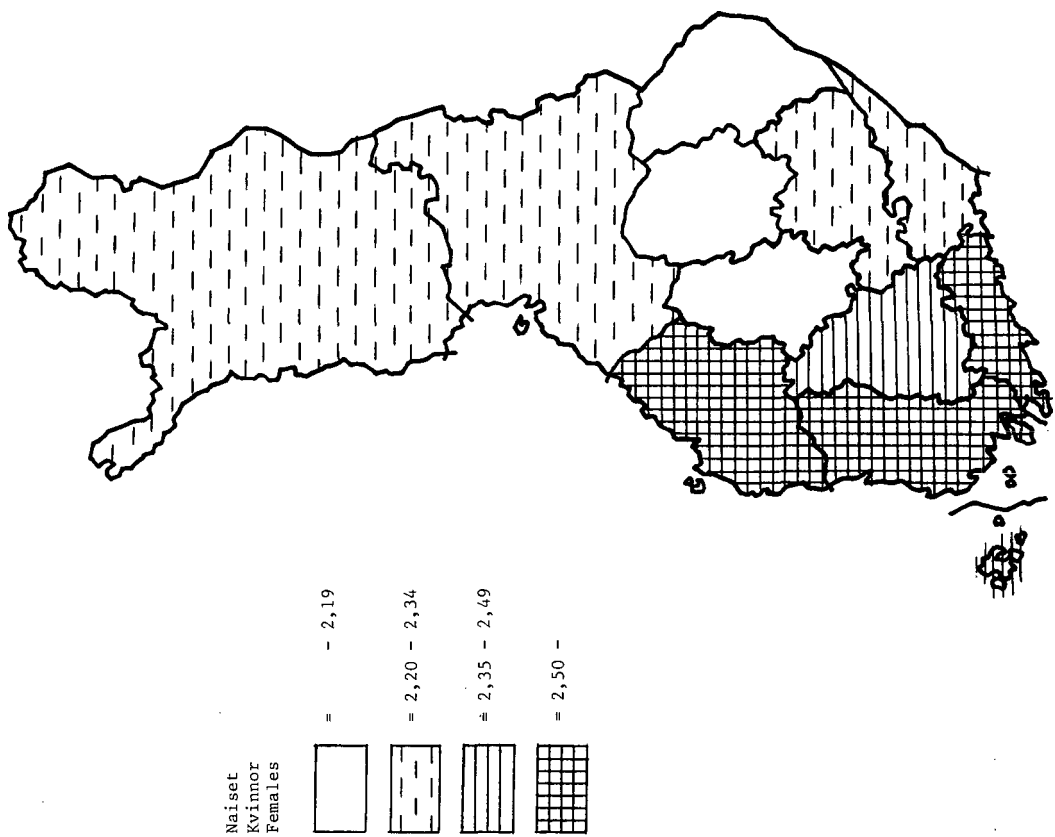 Naiset
Kvinnor
Females
= - 2,19
= 2,20 - 2,34
= 2,35 - 2,49
= 2,50 -